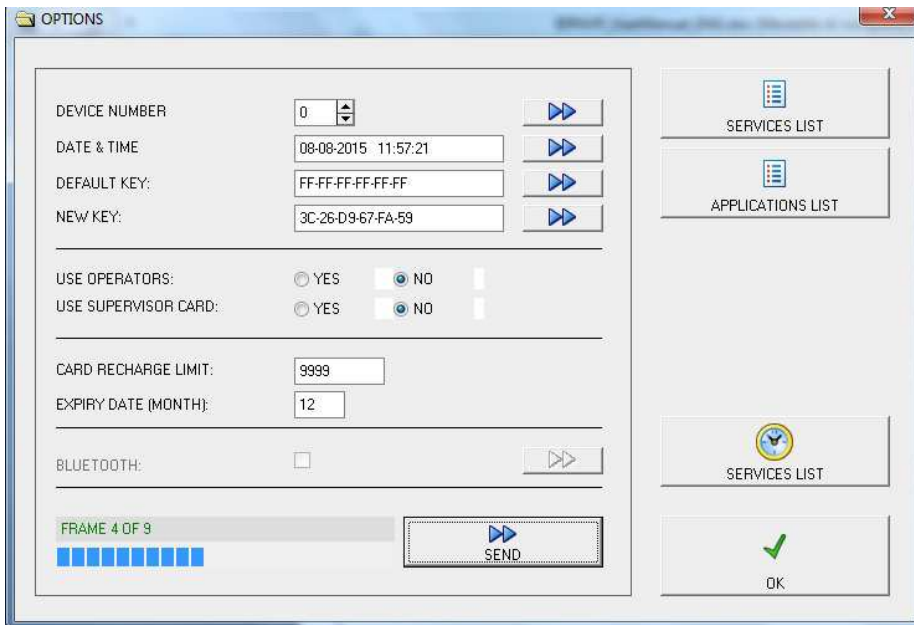 OPTIONS
DEVICE NUMBER 0
DATE & TIME 08-08-2015 11:57:21
DEFAULT KEY: FF-FF-FF-FF-FF-FF
NEW KEY: 3C-26-D9-67-FA-59
USE OPERATORS: YES NO
USE SUPERVISOR CARD: YES NO
CARD RECHARGE LIMIT: 9999
EXPIRY DATE (MONTH): 12
BLUETOOTH:
FRAME 4 OF 9
SEND
SERVICES LIST
APPLICATIONS LIST
SERVICES LIST
OK